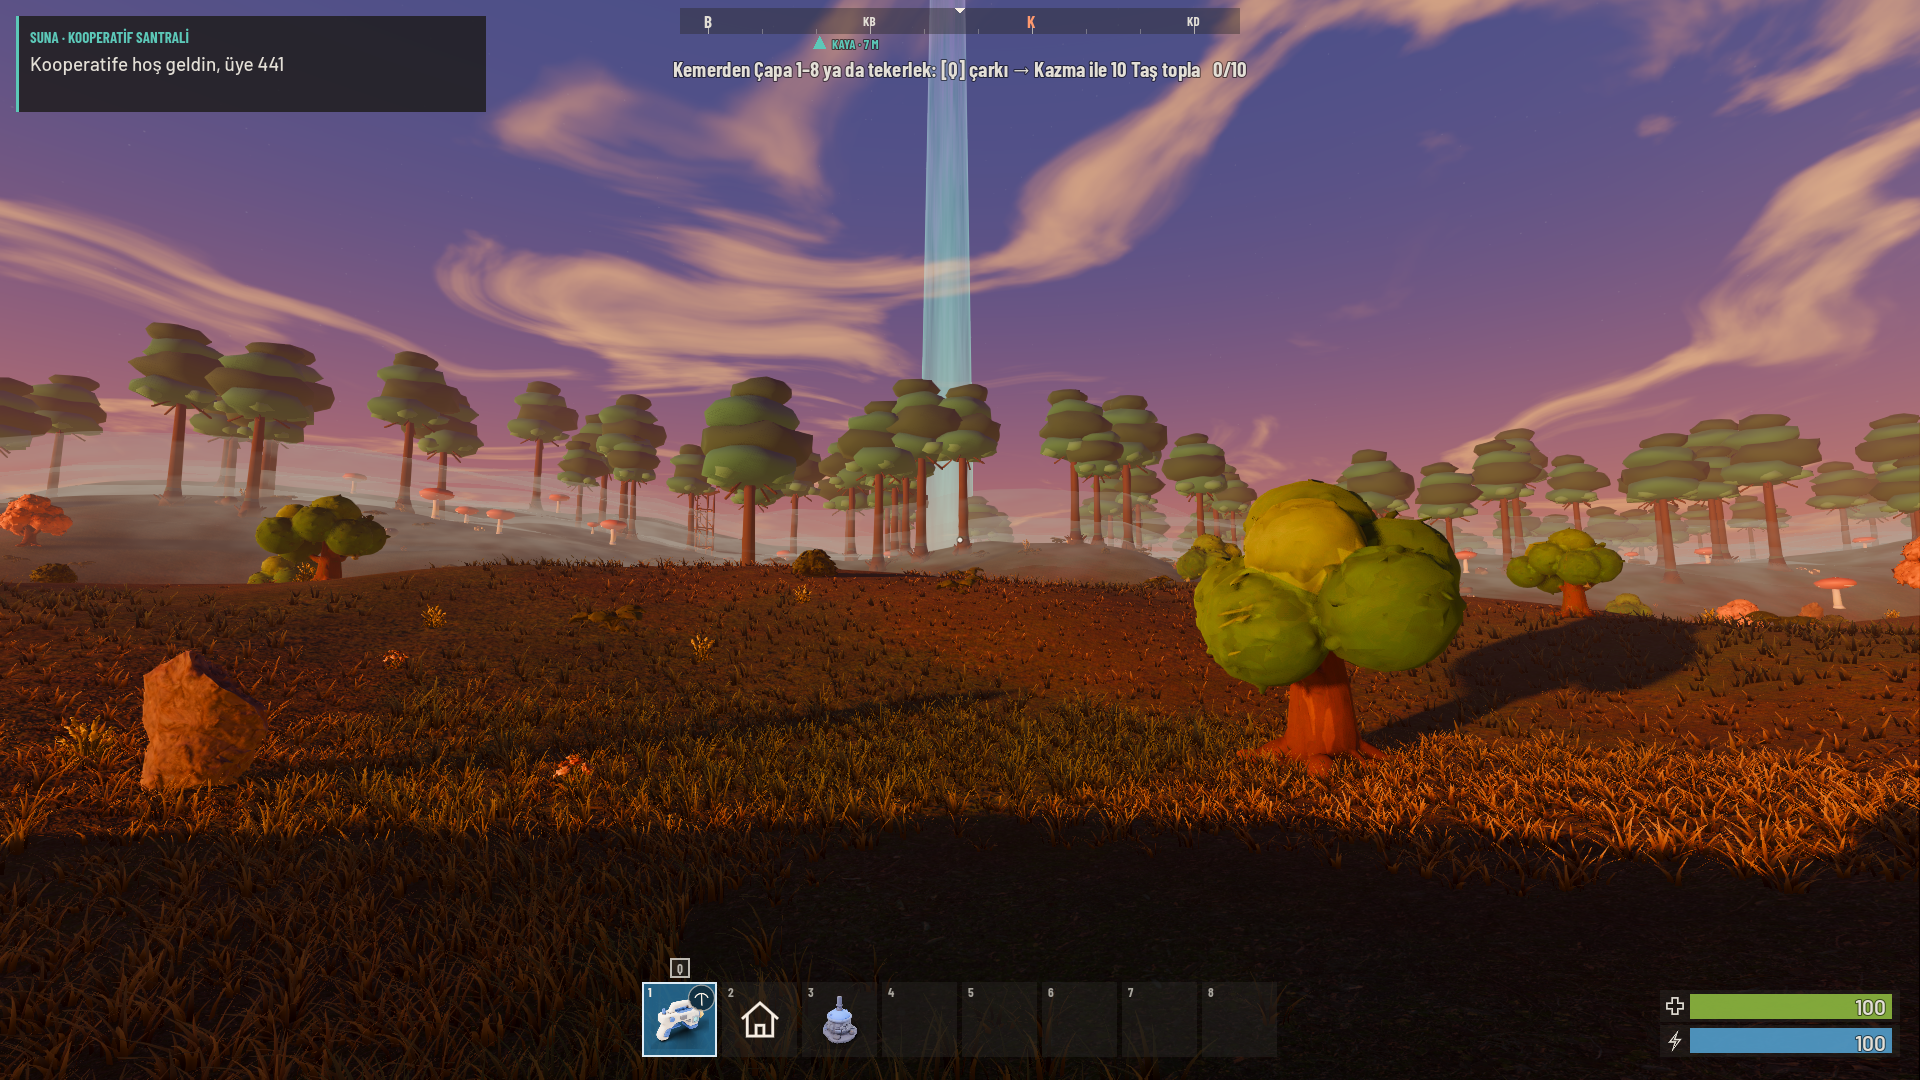 SUNA · KOOPERATİF SANTRALİ
Kooperatife hoş geldin, üye 441
B KB K KD
KAYA · 7 M
Kemerden Çapa 1-8 ya da tekerlek: [Q] çarkı → Kazma ile 10 Taş topla 0/10
Q
1 2 3 4 5 6 7 8
100
100